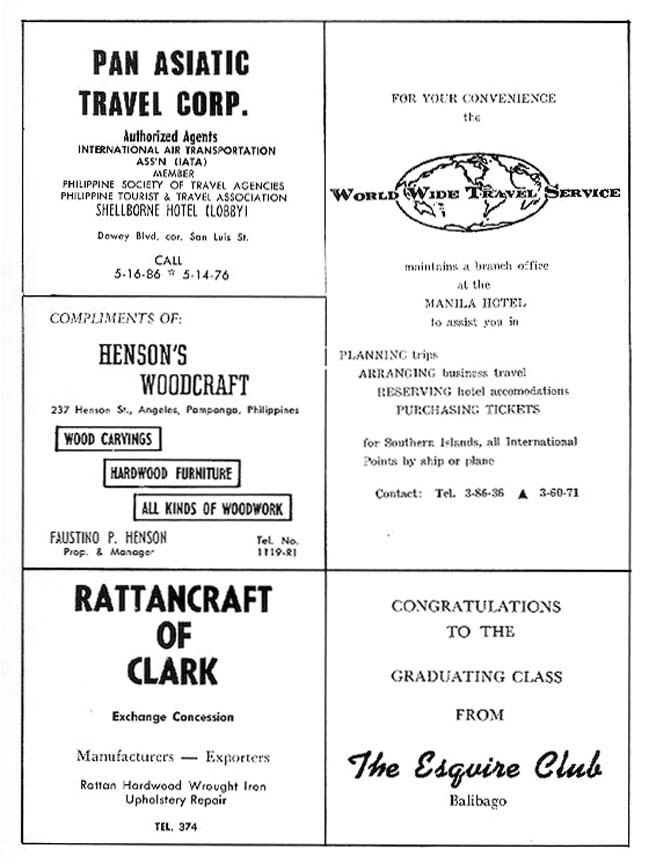 PAN ASIATIC
TRAVEL CORP.
Authorized Agents
INTERNATIONAL AIR TRANSPORTATION
ASS'N (IATA)
MEMBER
PHILIPPINE SOCIETY OF TRAVEL AGENCIES
PHILIPPINE TOURIST & TRAVEL ASSOCIATION
SHELLBORNE HOTEL (LOBBY)
Dewey Blvd. cor. San Luis St.
CALL
5-16-86 ☆ 5-14-76
COMPLIMENTS OF:
HENSON'S
WOODCRAFT
237 Henson St., Angeles, Pampanga, Philippines
WOOD CARVINGS
HARDWOOD FURNITURE
ALL KINDS OF WOODWORK
FAUSTINO P. HENSON
Prop. & Manager
Tel. No.
1119-R1
RATTANCRAFT
OF
CLARK
Exchange Concession
Manufacturers — Exporters
Rattan Hardwood Wrought Iron
Upholstery Repair
TEL. 374
FOR YOUR CONVENIENCE
the
WORLD WIDE TRAVEL SERVICE
maintains a branch office
at the
MANILA HOTEL
to assist you in
PLANNING trips
ARRANGING business travel
RESERVING hotel accomodations
PURCHASING TICKETS
for Southern Islands, all International
Points by ship or plane
Contact: Tel. 3-86-36 ▲ 3-60-71
CONGRATULATIONS
TO THE
GRADUATING CLASS
FROM
The Esquire Club
Balibago